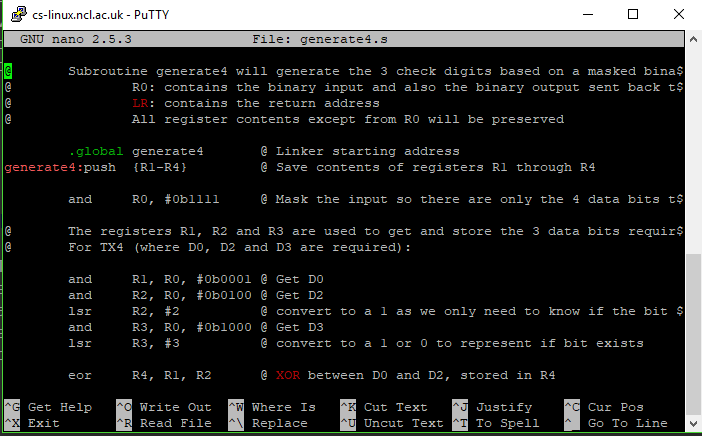 cs-linux.ncl.ac.uk - PuTTY
GNU nano 2.5.3 File: generate4.s
@ Subroutine generate4 will generate the 3 check digits based on a masked bina$
@ R0: contains the binary input and also the binary output sent back t$
@ LR: contains the return address
@ All register contents except from R0 will be preserved
.global generate4 @ Linker starting address
generate4:push {R1-R4} @ Save contents of registers R1 through R4
and R0, #0b1111 @ Mask the input so there are only the 4 data bits t$
@ The registers R1, R2 and R3 are used to get and store the 3 data bits requir$
@ For TX4 (where D0, D2 and D3 are required):
and R1, R0, #0b0001 @ Get D0
and R2, R0, #0b0100 @ Get D2
lsr R2, #2 @ convert to a 1 as we only need to know if the bit $
and R3, R0, #0b1000 @ Get D3
lsr R3, #3 @ convert to a 1 or 0 to represent if bit exists
eor R4, R1, R2 @ XOR between D0 and D2, stored in R4
^G Get Help ^O Write Out ^W Where Is ^K Cut Text ^J Justify ^C Cur Pos
^X Exit ^R Read File ^\ Replace ^U Uncut Text ^T To Spell ^_ Go To Line